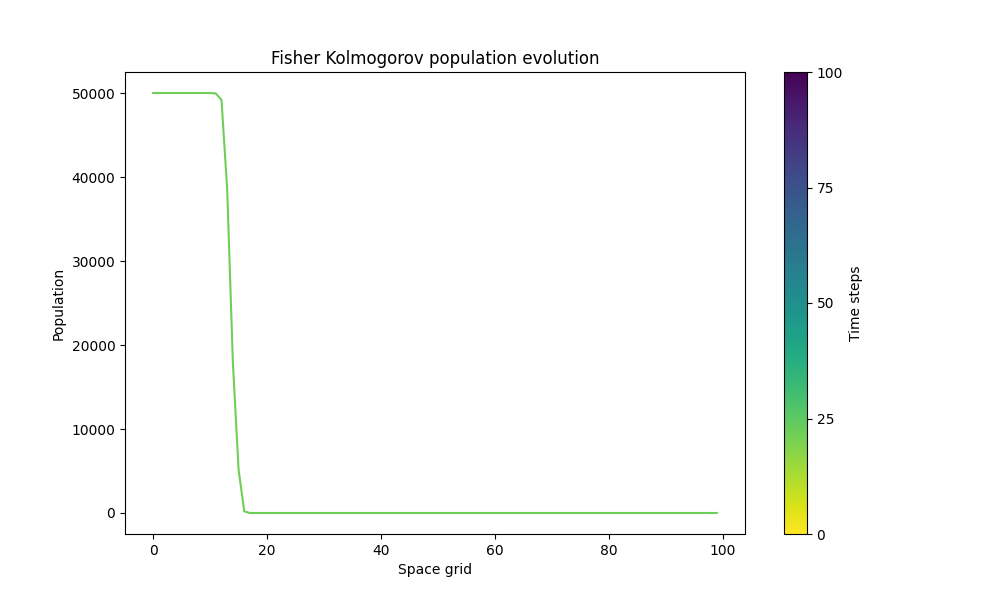 Fisher Kolmogorov population evolution
50000
40000
30000
20000
10000
0
Population
0 20 40 60 80 100
Space grid
100
75
50
25
0
Time steps